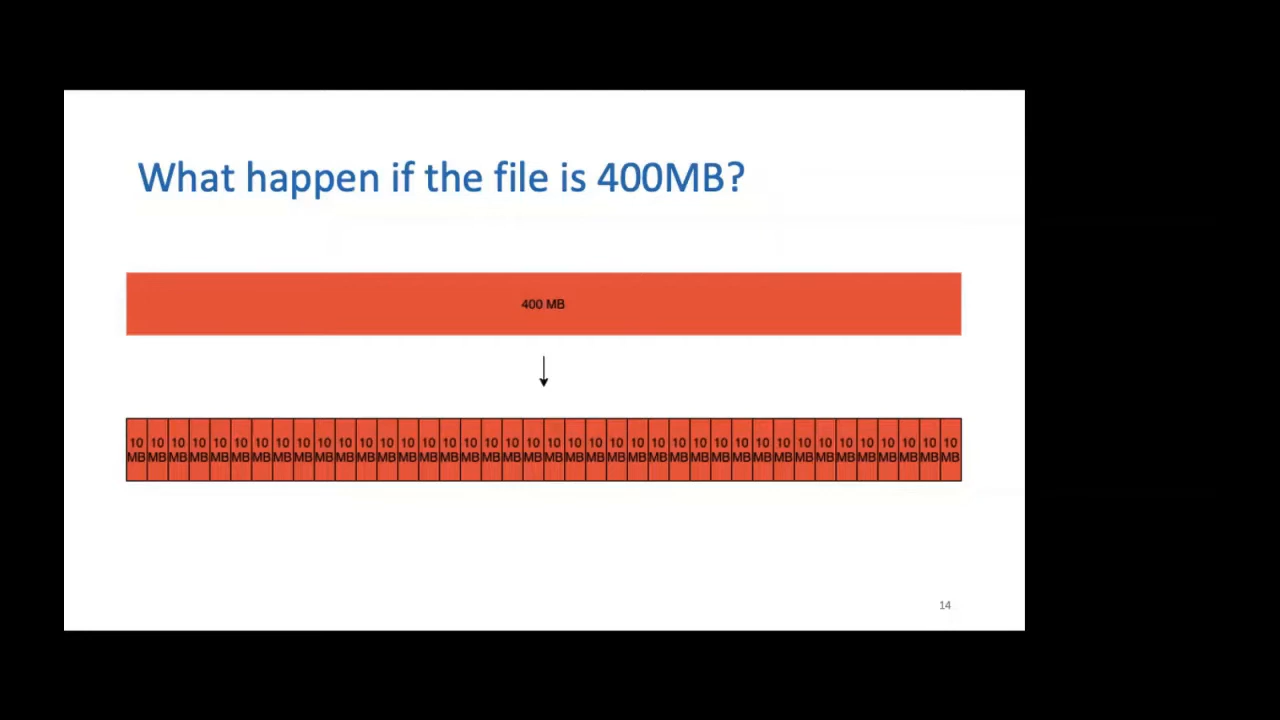 What happen if the file is 400MB?
400 MB
10 10 10 10 10 10 10 10 10 10 10 10 10 10 10 10 10 10 10 10 10 10 10 10 10 10 10 10 10 10 10 10 10 10 10 10 10 10 10 10
MB MB MB MB MB MB MB MB MB MB MB MB MB MB MB MB MB MB MB MB MB MB MB MB MB MB MB MB MB MB MB MB MB MB MB MB MB MB MB MB
14